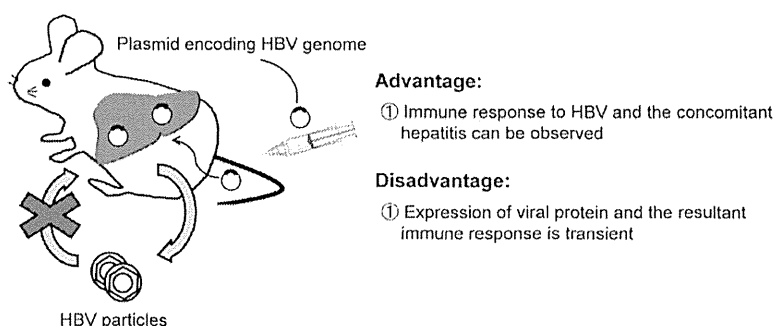 Plasmid encoding HBV genome
Advantage:
① Immune response to HBV and the concomitant
hepatitis can be observed
Disadvantage:
① Expression of viral protein and the resultant
immune response is transient
HBV particles